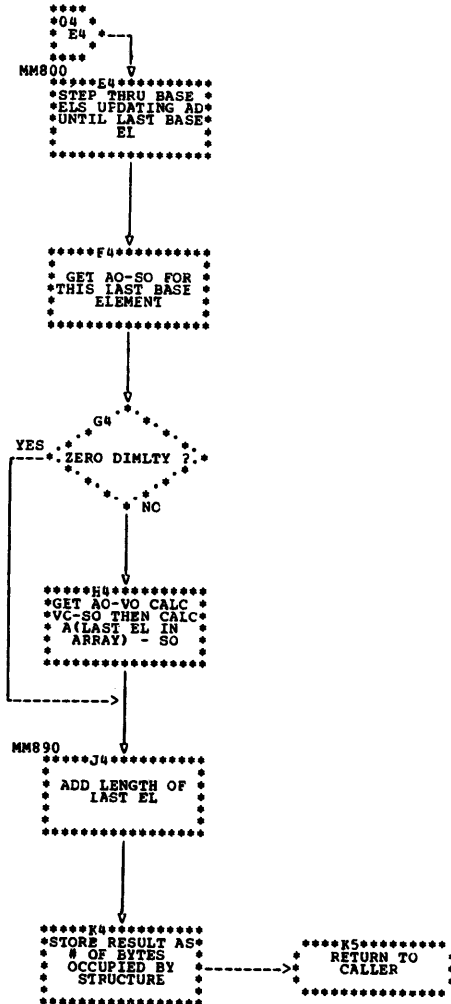 04
E4
MM800
E4
STEP THRU BASE
ELS UPDATING AD
UNTIL LAST BASE
EL
F4
GET AO-SO FOR
THIS LAST BASE
ELEMENT
G4
YES
ZERO DIMLTY ?
NO
H4
GET AO-VO CALC
VO-SO THEN CALC
A(LAST EL IN
ARRAY) - SO
MM890
J4
ADD LENGTH OF
LAST EL
K4
STORE RESULT AS
# OF BYTES
OCCUPIED BY
STRUCTURE
K5
RETURN TO
CALLER